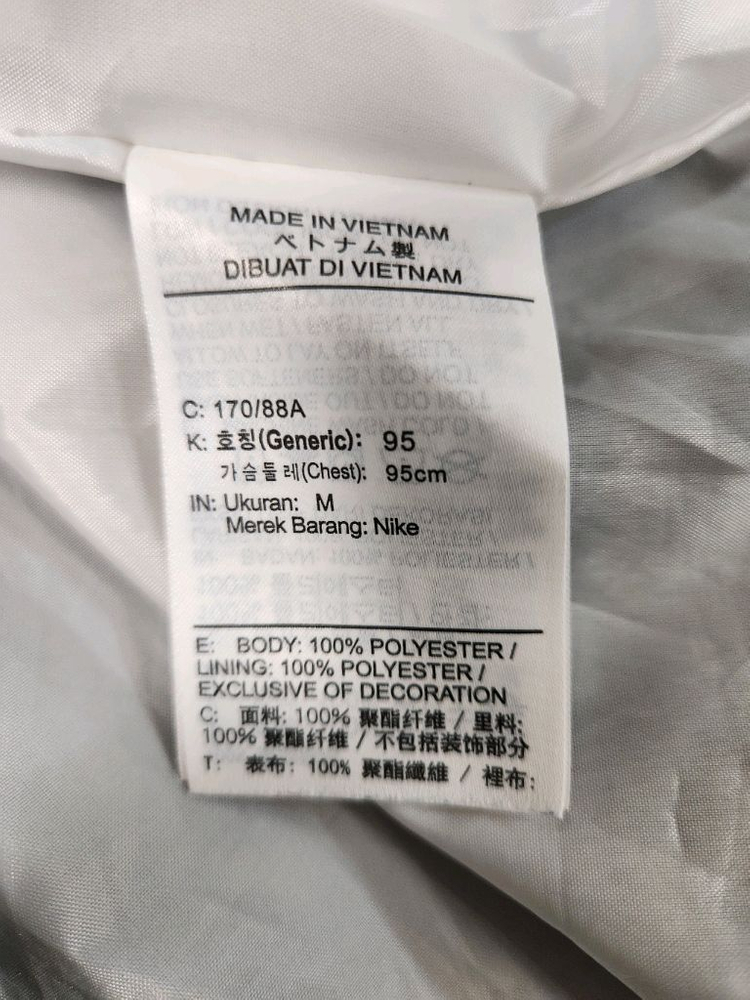 MADE IN VIETNAM
ベトナム製
DIBUAT DI VIETNAM
C: 170/88A
K: 호칭(Generic): 95
가슴둘레(Chest): 95cm
IN: Ukuran: M
Merek Barang: Nike
E: BODY: 100% POLYESTER /
LINING: 100% POLYESTER /
EXCLUSIVE OF DECORATION
C: 面料: 100% 聚酯纤维 / 里料:
100% 聚酯纤维 / 不包括装饰部分
T: 表布: 100% 聚酯纖維 / 裡布: